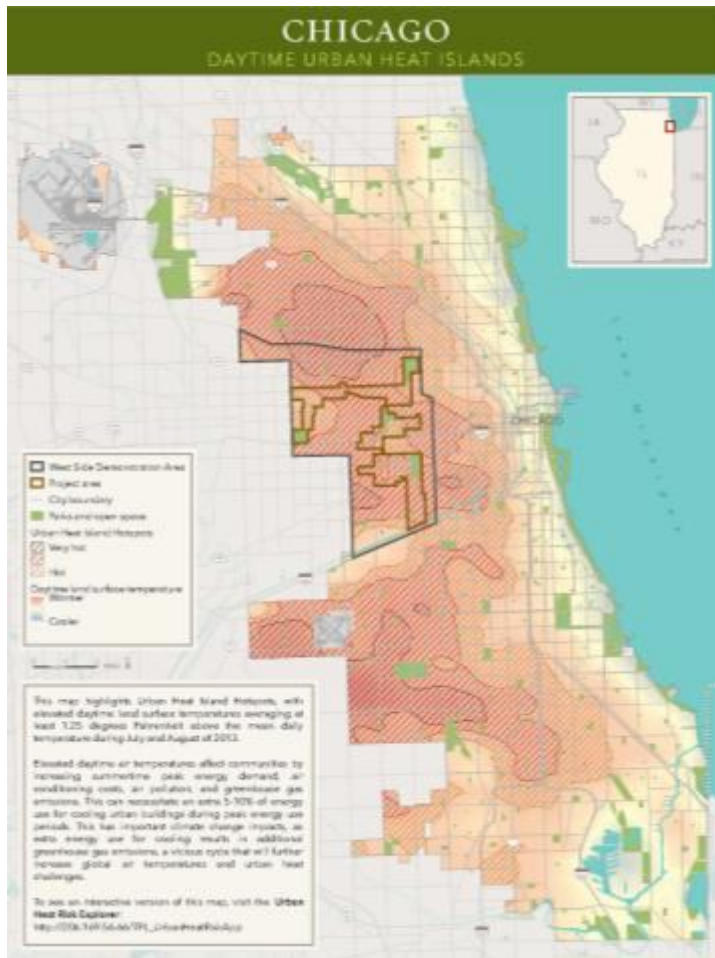 CHICAGO
DAYTIME URBAN HEAT ISLANDS
WI
IA
IL
IN
MO
KY
CHICAGO
West Side Demonstration Area
Project area
City boundary
Parks and open space
Urban Heat Island Hotspots
Very hot
Hot
Daytime land surface temperature
Warmer
Cooler
This map highlights Urban Heat Island Hotspots, with
elevated daytime land surface temperatures averaging at
least 1.25 degrees Fahrenheit above the mean daily
temperature during July and August of 2013.
Elevated daytime air temperatures affect communities by
increasing summertime peak energy demand, air
conditioning costs, air pollution, and greenhouse gas
emissions. This can necessitate an extra 5-10% of energy
use for cooling urban buildings during peak energy use
periods. This has important climate change impacts, as
extra energy use for cooling results in additional
greenhouse gas emissions, a vicious cycle that will further
increase global air temperatures and urban heat
challenges.
To see an interactive version of this map, visit the Urban
Heat Risk Explorer: